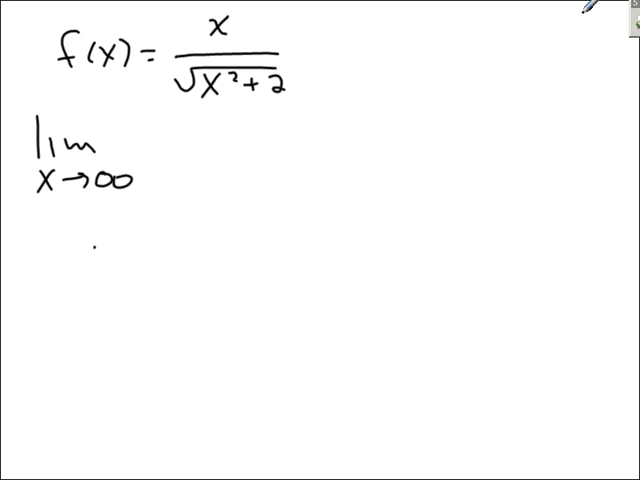 f(x) = x / √(x² + 2)
lim
x → ∞